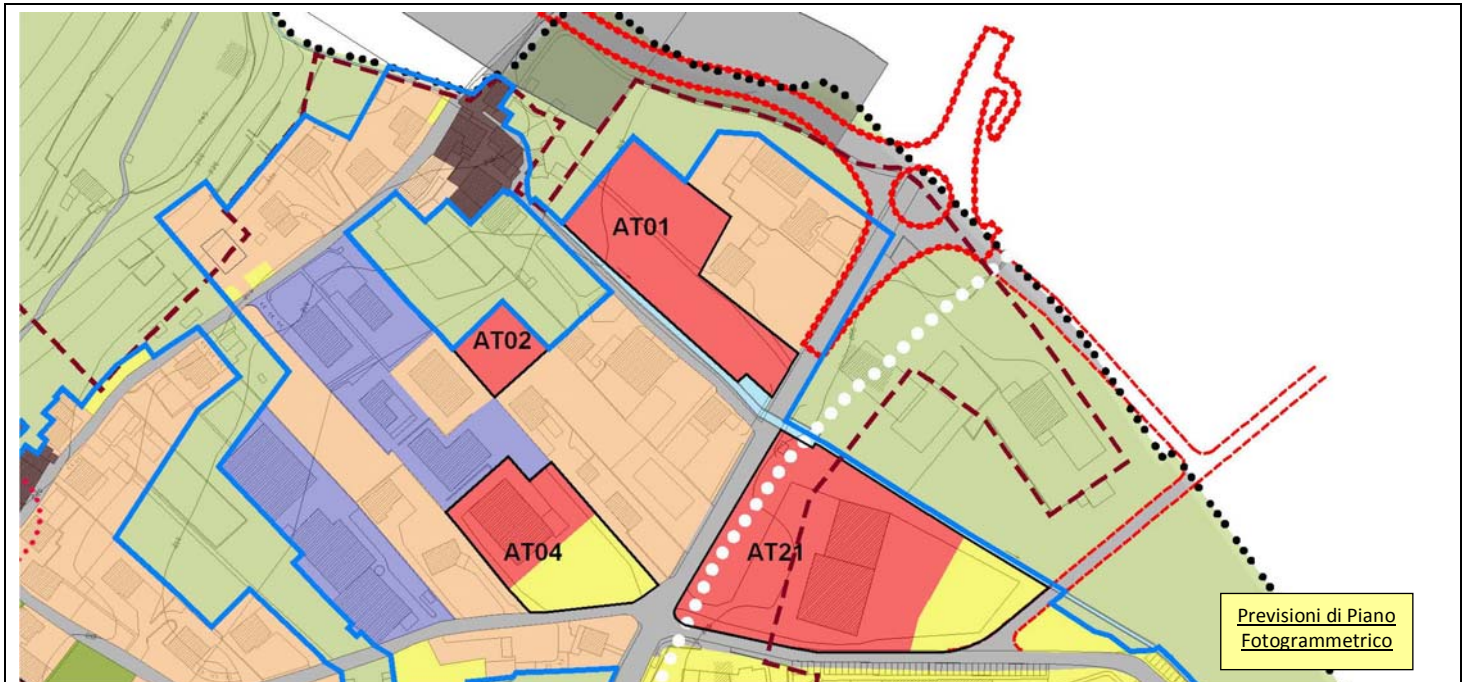 AT01
AT02
AT04
AT21
Previsioni di Piano
Fotogrammetrico